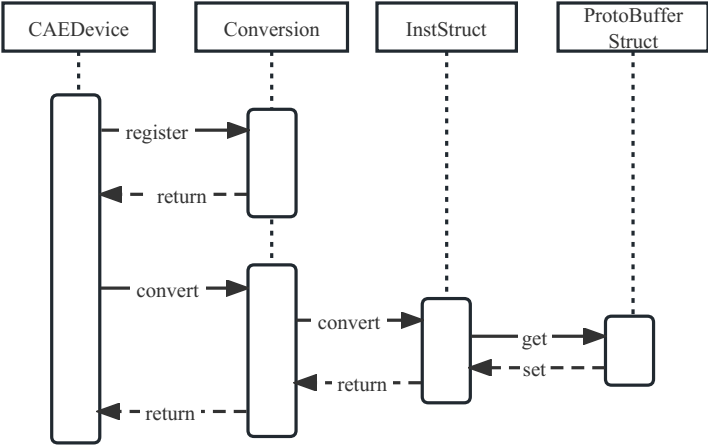 CAEDevice
Conversion
InstStruct
ProtoBuffer
Struct
register
return
convert
convert
get
set
return
return